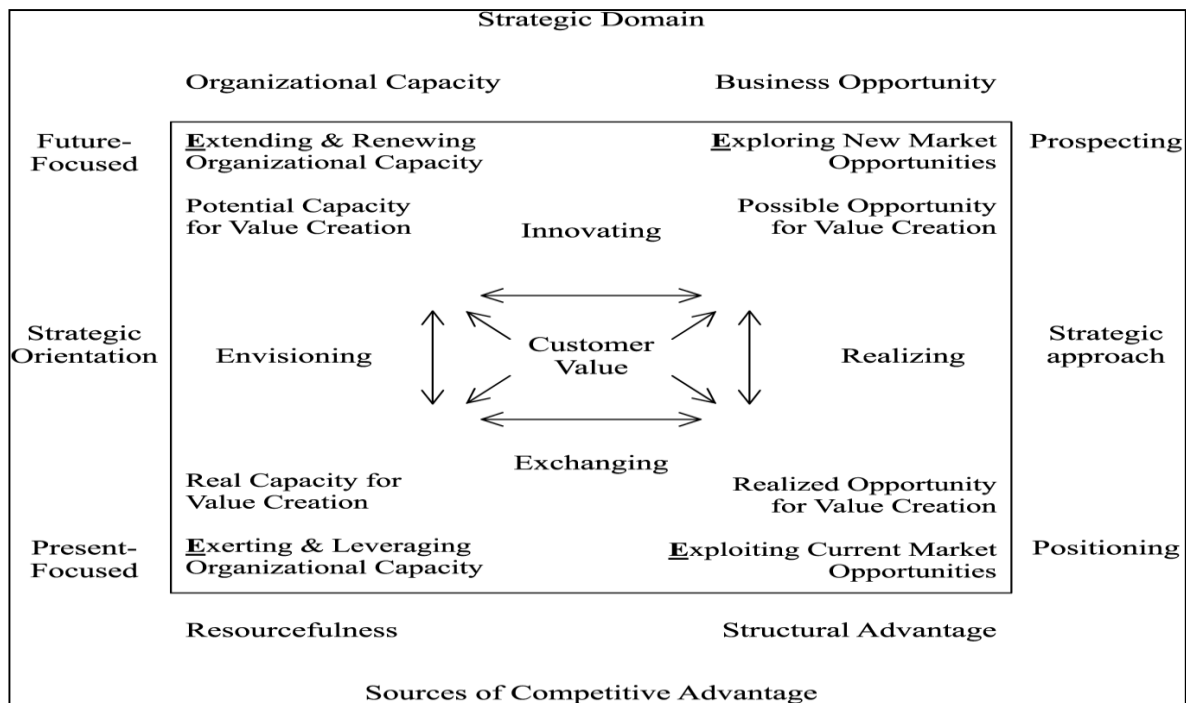 Strategic Domain
Organizational Capacity
Business Opportunity
Future-
Focused
Extending & Renewing
Organizational Capacity
Exploring New Market
Opportunities
Prospecting
Potential Capacity
for Value Creation
Innovating
Possible Opportunity
for Value Creation
Strategic
Orientation
Envisioning
Customer
Value
Realizing
Strategic
approach
Exchanging
Real Capacity for
Value Creation
Realized Opportunity
for Value Creation
Present-
Focused
Exerting & Leveraging
Organizational Capacity
Exploiting Current Market
Opportunities
Positioning
Resourcefulness
Structural Advantage
Sources of Competitive Advantage